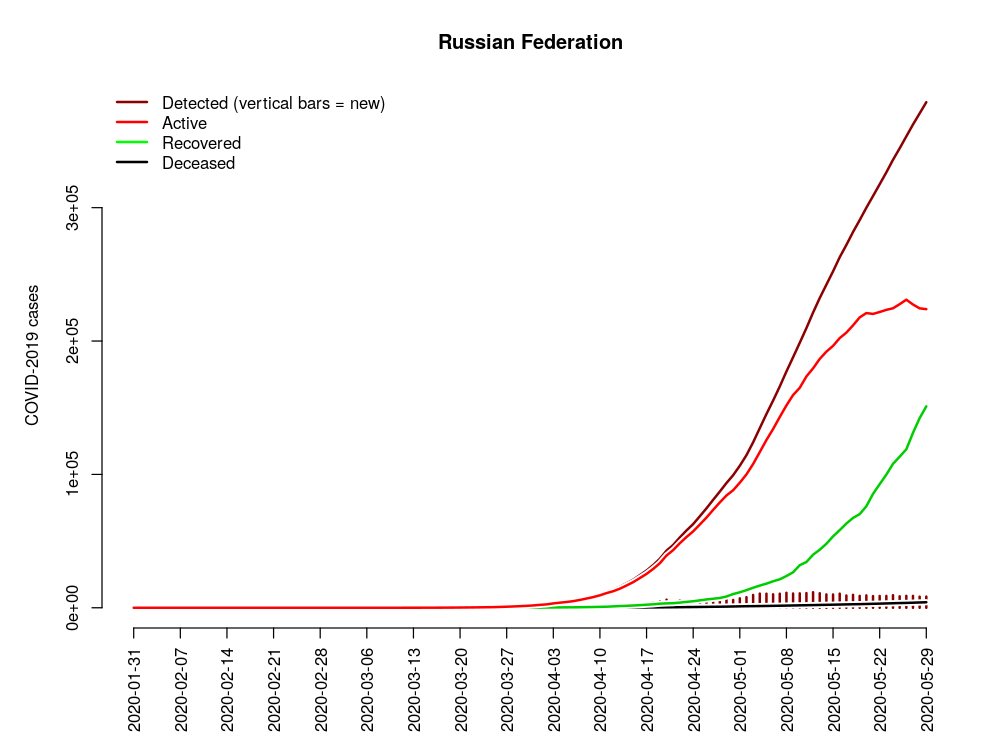 Russian Federation
Detected (vertical bars = new)
Active
Recovered
Deceased
COVID-2019 cases
3e+05
2e+05
1e+05
0e+00
2020-01-31
2020-02-07
2020-02-14
2020-02-21
2020-02-28
2020-03-06
2020-03-13
2020-03-20
2020-03-27
2020-04-03
2020-04-10
2020-04-17
2020-04-24
2020-05-01
2020-05-08
2020-05-15
2020-05-22
2020-05-29